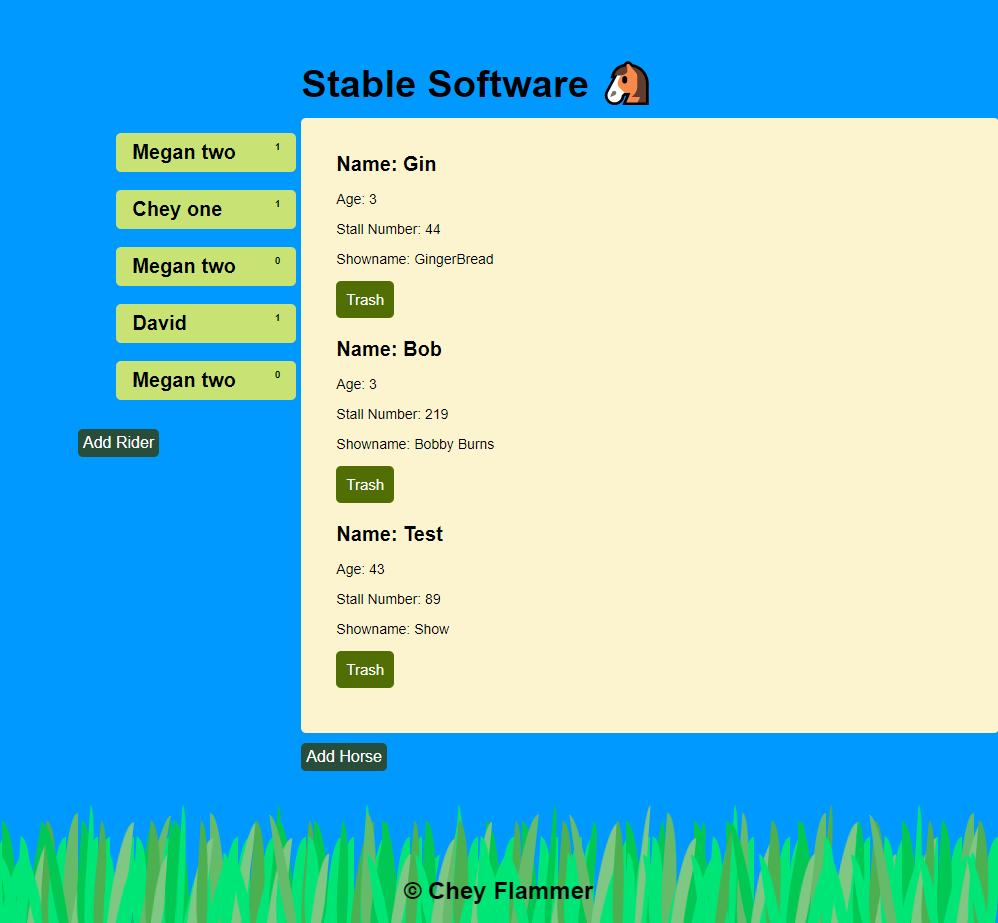 Stable Software
Megan two 1
Chey one 1
Megan two 0
David 1
Megan two 0
Add Rider
Name: Gin
Age: 3
Stall Number: 44
Showname: GingerBread
Trash
Name: Bob
Age: 3
Stall Number: 219
Showname: Bobby Burns
Trash
Name: Test
Age: 43
Stall Number: 89
Showname: Show
Trash
Add Horse
© Chey Flammer